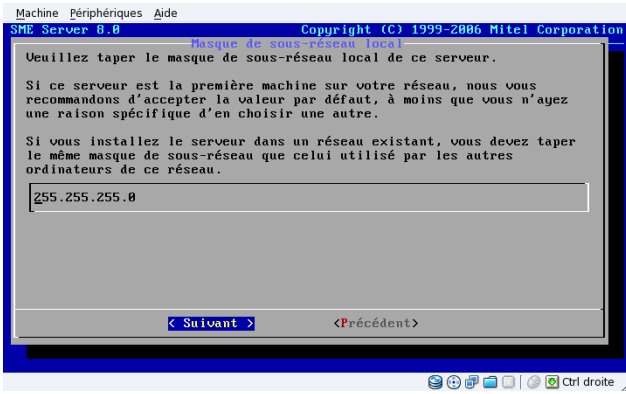 Machine Périphériques Aide
SME Server 8.0 Copyright (C) 1999-2006 Mitel Corporation
Masque de sous-réseau local
Veuillez taper le masque de sous-réseau local de ce serveur.
Si ce serveur est la première machine sur votre réseau, nous vous
recommandons d'accepter la valeur par défaut, à moins que vous n'ayez
une raison spécifique d'en choisir une autre.
Si vous installez le serveur dans un réseau existant, vous devez taper
le même masque de sous-réseau que celui utilisé par les autres
ordinateurs de ce réseau.
255.255.255.0
< Suivant > <Précédent>
Ctrl droite